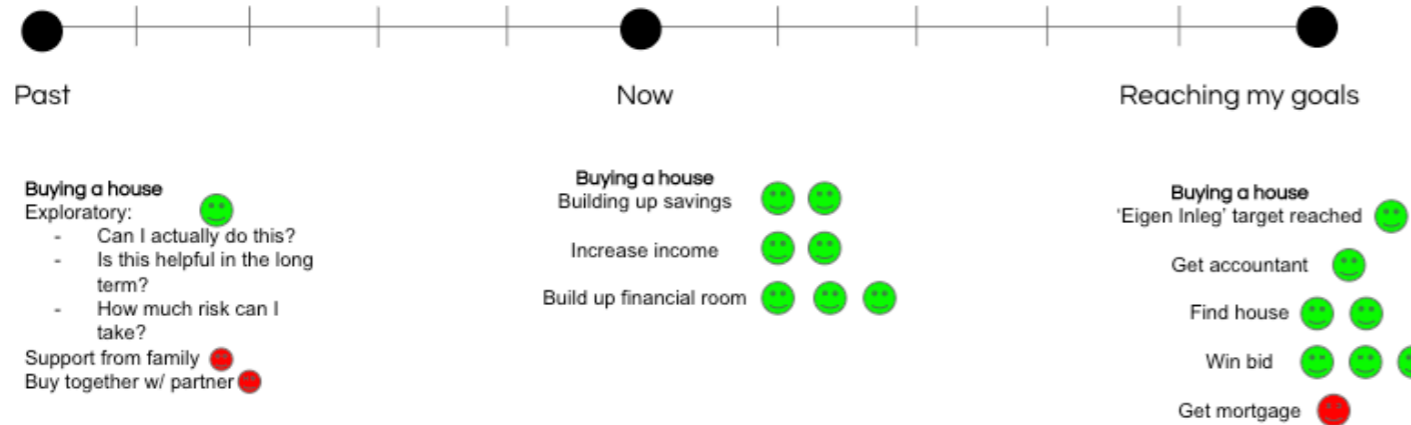 Past
Now
Reaching my goals
Buying a house
Exploratory:
- Can I actually do this?
- Is this helpful in the long
term?
- How much risk can I
take?
Support from family
Buy together w/ partner
Buying a house
Building up savings
Increase income
Build up financial room
Buying a house
'Eigen Inleg' target reached
Get accountant
Find house
Win bid
Get mortgage